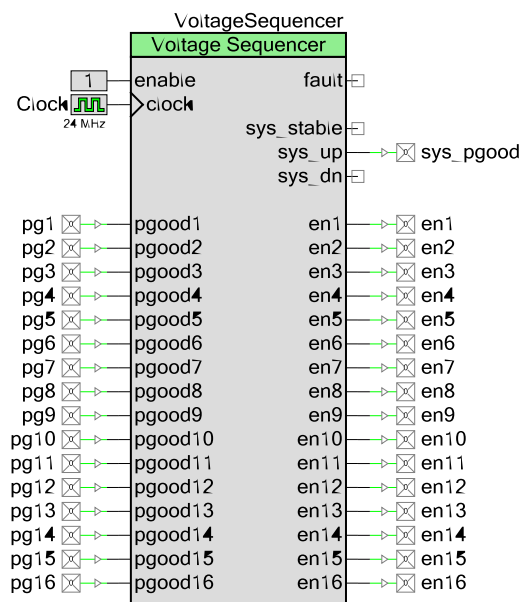 VoltageSequencer
Voltage Sequencer
1 enable fault
Clock clock
24 MHz
sys_stable
sys_up sys_pgood
sys_dn
pg1 pgood1 en1 en1
pg2 pgood2 en2 en2
pg3 pgood3 en3 en3
pg4 pgood4 en4 en4
pg5 pgood5 en5 en5
pg6 pgood6 en6 en6
pg7 pgood7 en7 en7
pg8 pgood8 en8 en8
pg9 pgood9 en9 en9
pg10 pgood10 en10 en10
pg11 pgood11 en11 en11
pg12 pgood12 en12 en12
pg13 pgood13 en13 en13
pg14 pgood14 en14 en14
pg15 pgood15 en15 en15
pg16 pgood16 en16 en16